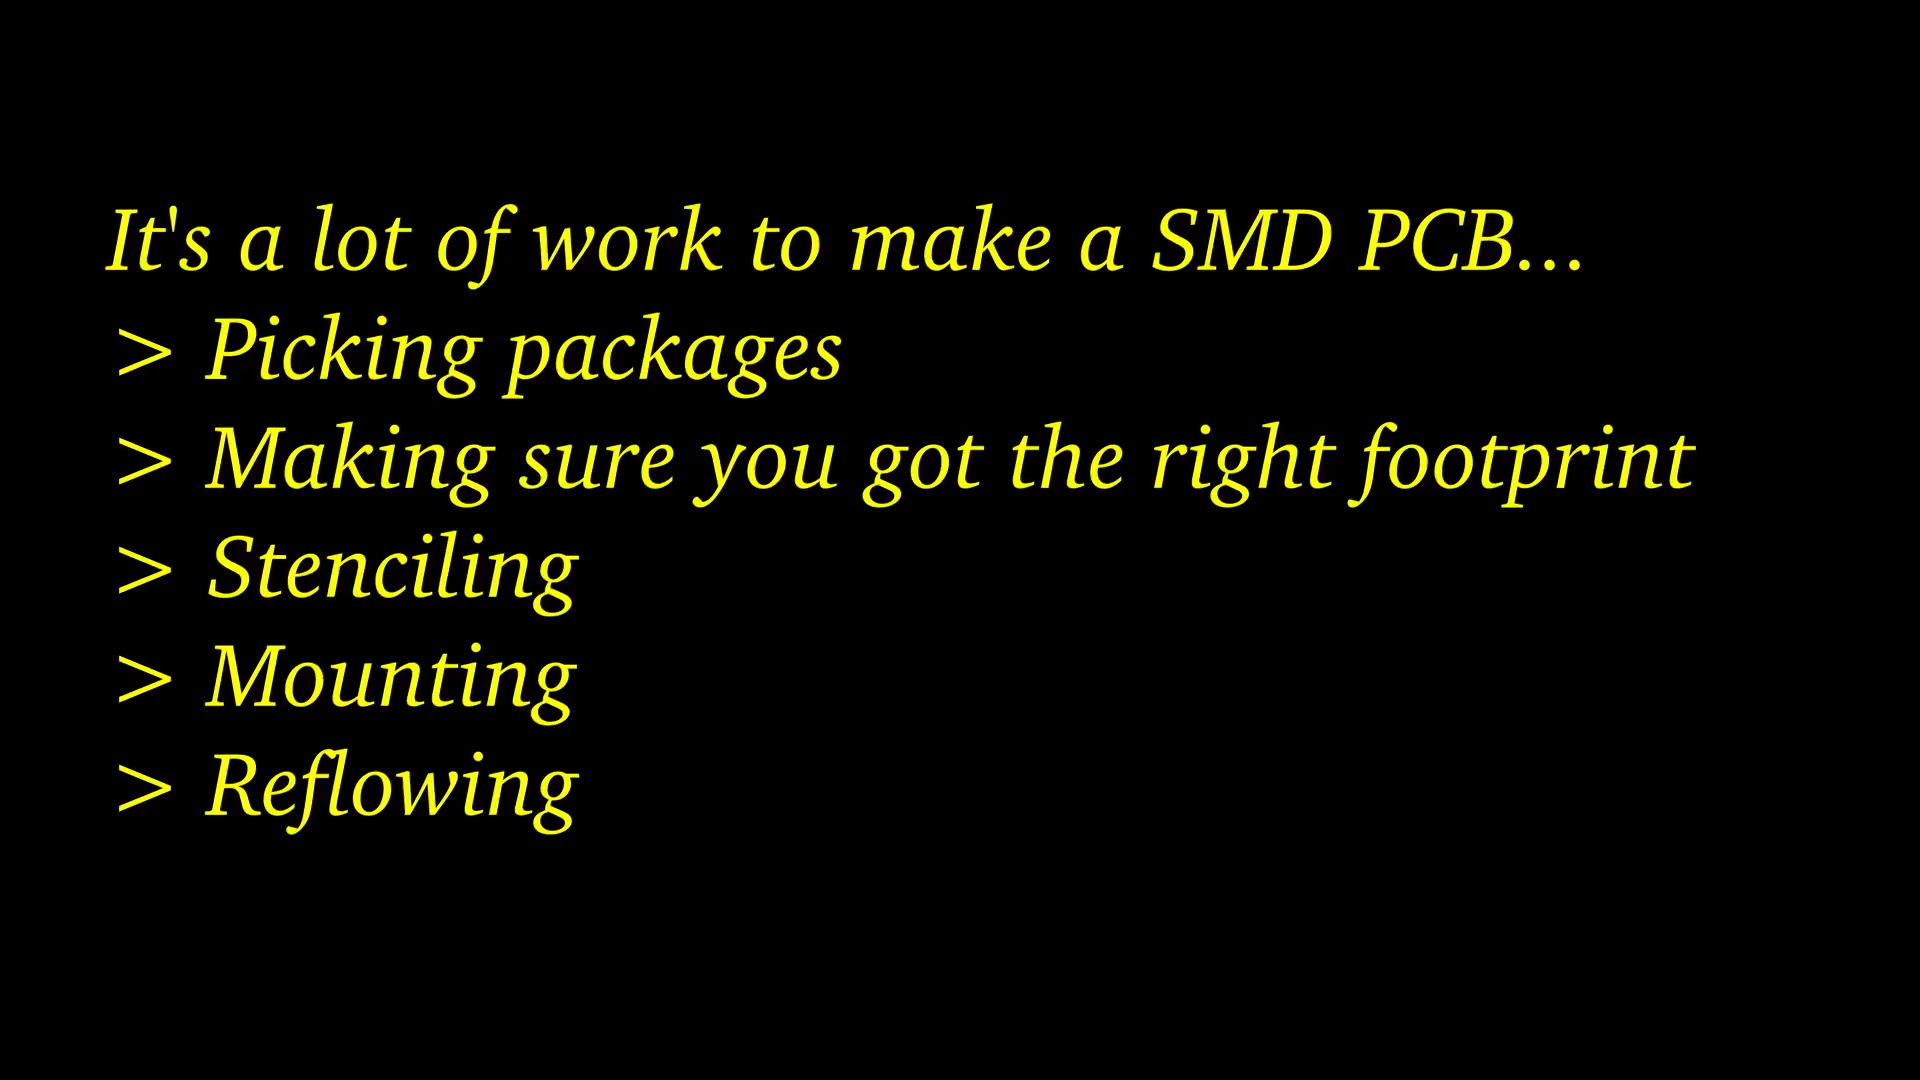 It's a lot of work to make a SMD PCB...
> Picking packages
> Making sure you got the right footprint
> Stenciling
> Mounting
> Reflowing